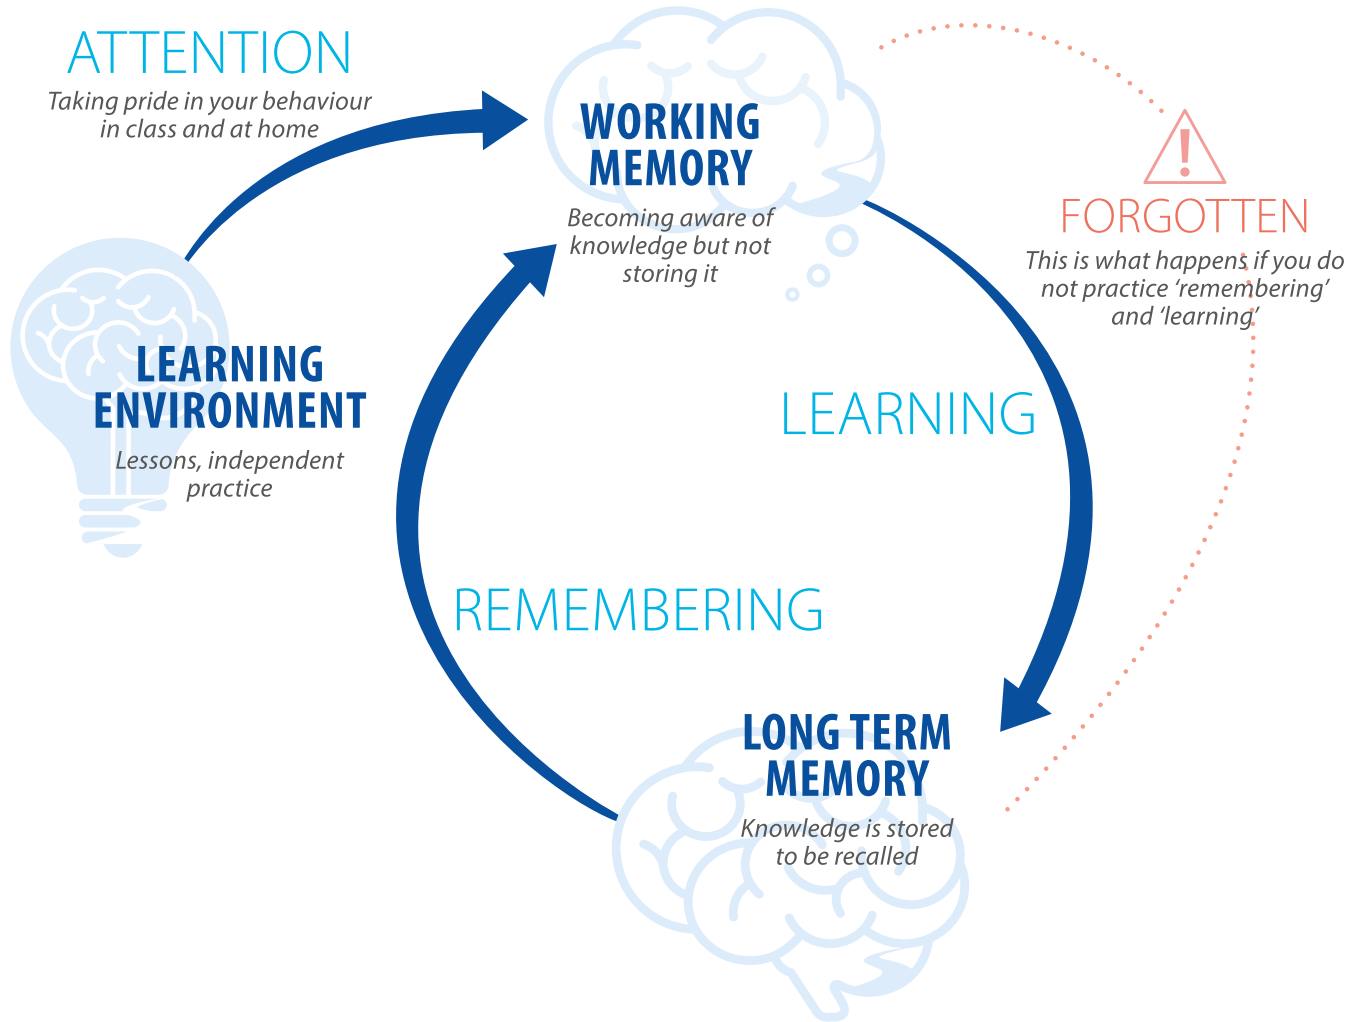 ATTENTION
Taking pride in your behaviour
in class and at home
WORKING
MEMORY
Becoming aware of
knowledge but not
storing it
FORGOTTEN
This is what happens if you do
not practice ‘remembering’
and ‘learning’
LEARNING
ENVIRONMENT
Lessons, independent
practice
LEARNING
REMEMBERING
LONG TERM
MEMORY
Knowledge is stored
to be recalled